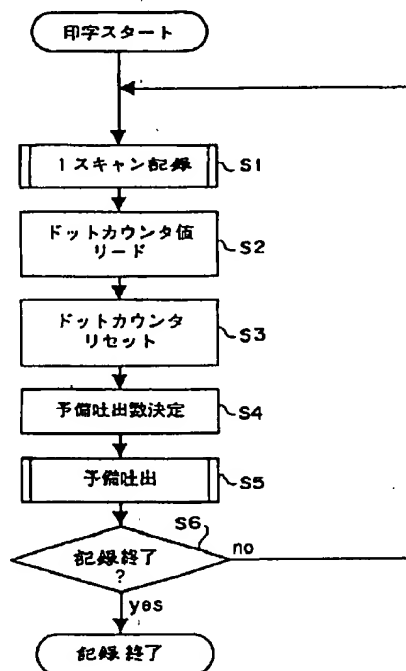 印字スタート
1スキャン記録
S1
ドットカウンタ値
リード
S2
ドットカウンタ
リセット
S3
予備吐出数決定
S4
予備吐出
S5
S6
記録終了
?
no
yes
記録終了